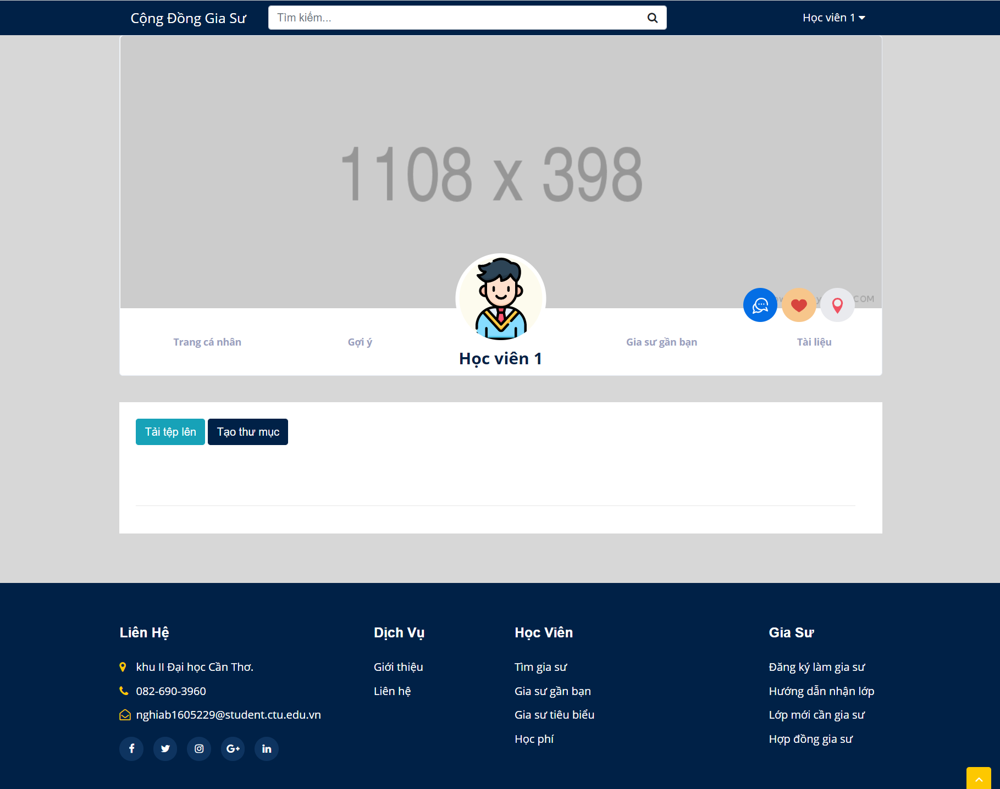 Cộng Đồng Gia Sư
Tìm kiếm...
Học viên 1
1108 x 398
COM
Trang cá nhân
Gợi ý
Gia sư gần bạn
Tài liệu
Học viên 1
Tải tệp lên
Tạo thư mục
Liên Hệ
Dịch Vụ
Học Viên
Gia Sư
khu II Đại học Cần Thơ.
Giới thiệu
Tìm gia sư
Đăng ký làm gia sư
082-690-3960
Liên hệ
Gia sư gần bạn
Hướng dẫn nhận lớp
nghiab1605229@student.ctu.edu.vn
Gia sư tiêu biểu
Lớp mới cần gia sư
Học phí
Hợp đồng gia sư